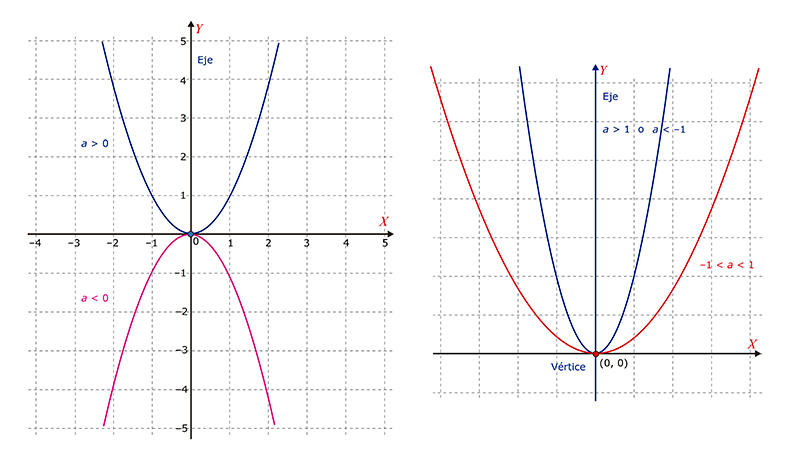 Y
5
Eje
4
a > 0
3
2
1
X
–4 –3 –2 –1 0 1 2 3 4 5
–1
a < 0
–2
–3
–4
–5
Y
Eje
a > 1 o a < –1
–1 < a < 1
X
(0, 0)
Vértice